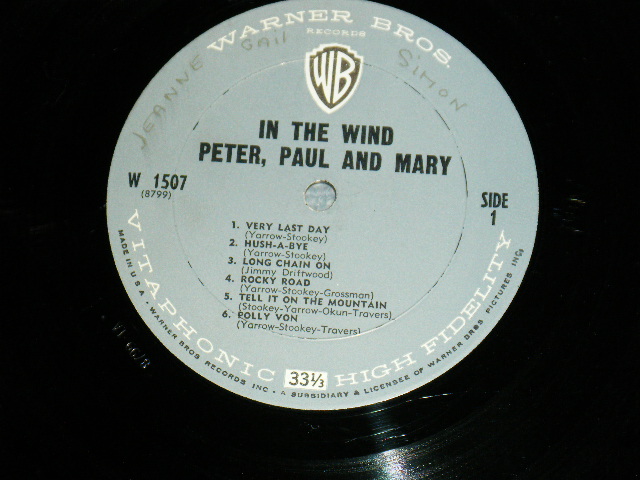 WARNER BROS.
RECORDS
JEANNE Gail SIMON
WB
IN THE WIND
PETER, PAUL AND MARY
W 1507
(8799)
SIDE
1
1. VERY LAST DAY
(Yarrow-Stookey)
2. HUSH-A-BYE
(Yarrow-Stookey)
3. LONG CHAIN ON
(Jimmy Driftwood)
4. ROCKY ROAD
(Yarrow-Stookey-Grossman)
5. TELL IT ON THE MOUNTAIN
(Stookey-Yarrow-Okun-Travers)
6. POLLY VON
(Yarrow-Stookey-Travers)
VITAPHONIC 33⅓ HIGH FIDELITY
MADE IN U.S.A. • WARNER BROS RECORDS INC • A SUBSIDIARY & LICENSEE OF WARNER BROS PICTURES INC.